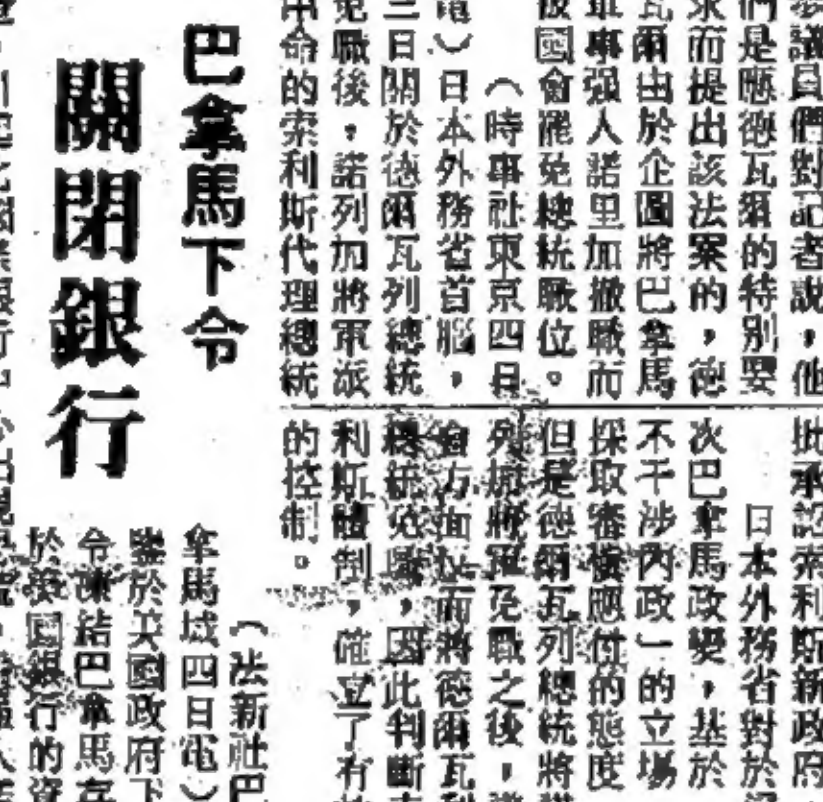 議員們對記者說，他
們是應德瓦爾的特別要
求而提出該法案的，德
瓦爾由於企圖將巴拿馬
軍事强人諾里加撤職而
被國會罷免總統職位。
（時事社東京四日
電）日本外務省首腦，
三日關於德爾瓦列總統
免職後，諾列加將軍派
命的索利斯代理總統
承認索利斯新政府
日本外務省對於
次巴拿馬政變，基於
不干涉內政」的立場
採取審慎應付的態度
但是德爾瓦列總統將
列加將軍免職之後，
會方面反而將德爾瓦列
總統免職，因此判斷
利斯體制，確立了有
的控制。
巴拿馬下令
關閉銀行
（法新社巴
拿馬城四日電）
鑒於美國政府下
令凍結巴拿馬存
於美國銀行的資